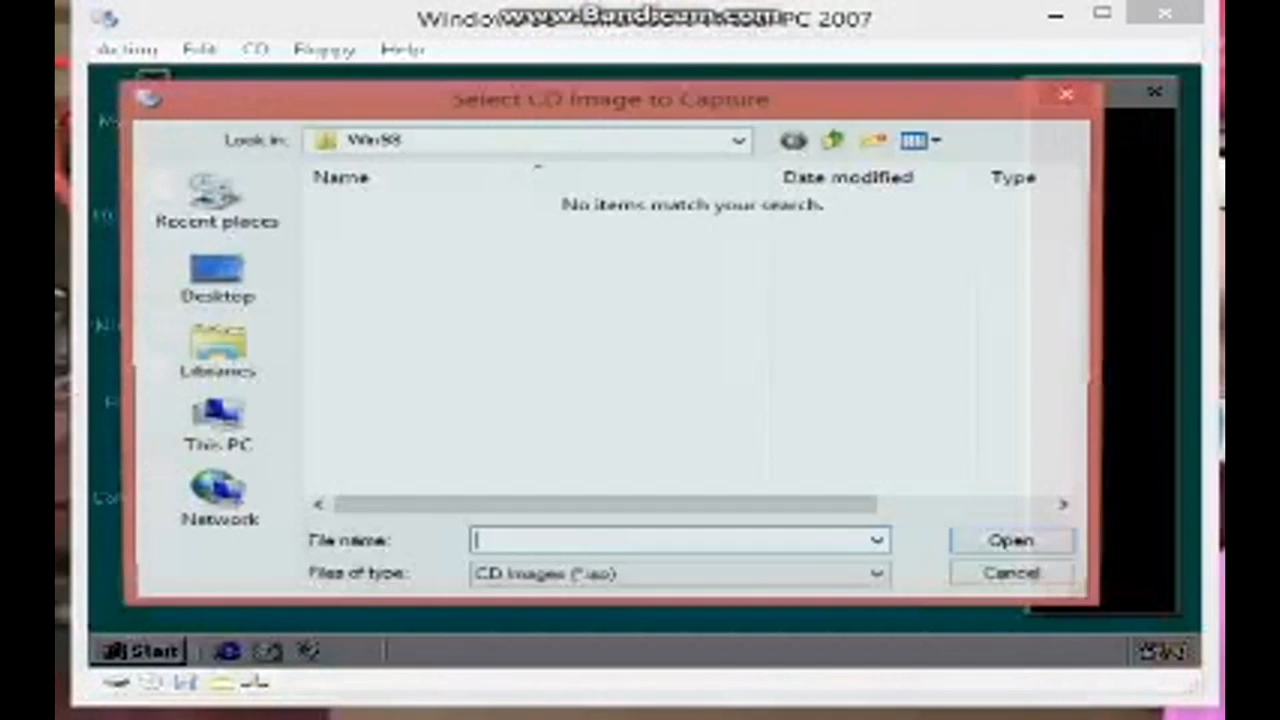 www.Bandicam.com
PC 2007
Action Edit CD Floppy Help
Select CD Image to Capture
Look in: Win98
Name Date modified Type
No items match your search.
Recent places
Desktop
Libraries
This PC
Network
File name: Open
Files of type: CD Images (*.iso) Cancel
Start